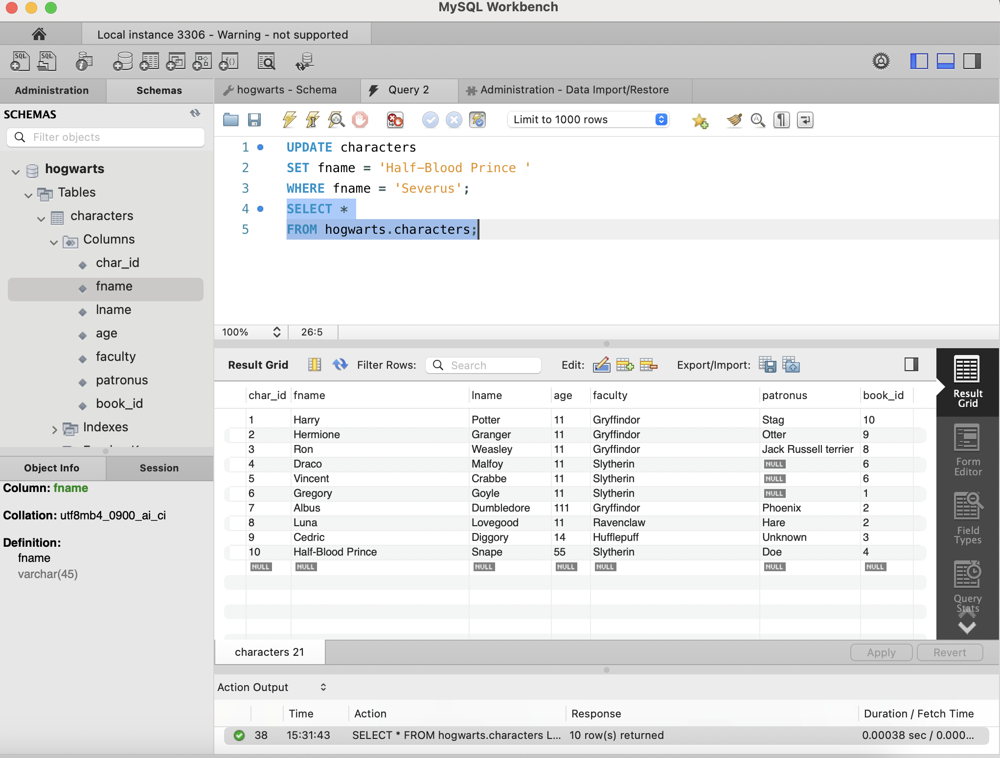 MySQL Workbench
Local instance 3306 - Warning - not supported
SQL SQL
Administration Schemas hogwarts - Schema Query 2 Administration - Data Import/Restore
SCHEMAS
Filter objects
Limit to 1000 rows
hogwarts
Tables
characters
Columns
char_id
fname
lname
age
faculty
patronus
book_id
Indexes
1 UPDATE characters
2 SET fname = 'Half-Blood Prince '
3 WHERE fname = 'Severus';
4 SELECT *
5 FROM hogwarts.characters;
100% 26:5
Object Info Session
Column: fname
Collation: utf8mb4_0900_ai_ci
Definition:
fname
varchar(45)
Result Grid Filter Rows: Search Edit: Export/Import:
char_id fname lname age faculty patronus book_id
1 Harry Potter 11 Gryffindor Stag 10
2 Hermione Granger 11 Gryffindor Otter 9
3 Ron Weasley 11 Gryffindor Jack Russell terrier 8
4 Draco Malfoy 11 Slytherin NULL 6
5 Vincent Crabbe 11 Slytherin NULL 6
6 Gregory Goyle 11 Slytherin NULL 1
7 Albus Dumbledore 111 Gryffindor Phoenix 2
8 Luna Lovegood 11 Ravenclaw Hare 2
9 Cedric Diggory 14 Hufflepuff Unknown 3
10 Half-Blood Prince Snape 55 Slytherin Doe 4
NULL NULL NULL NULL NULL NULL NULL
Result
Grid
Form
Editor
Field
Types
Query
Stats
characters 21 Apply Revert
Action Output
Time Action Response Duration / Fetch Time
38 15:31:43 SELECT * FROM hogwarts.characters L... 10 row(s) returned 0.00038 sec / 0.000...